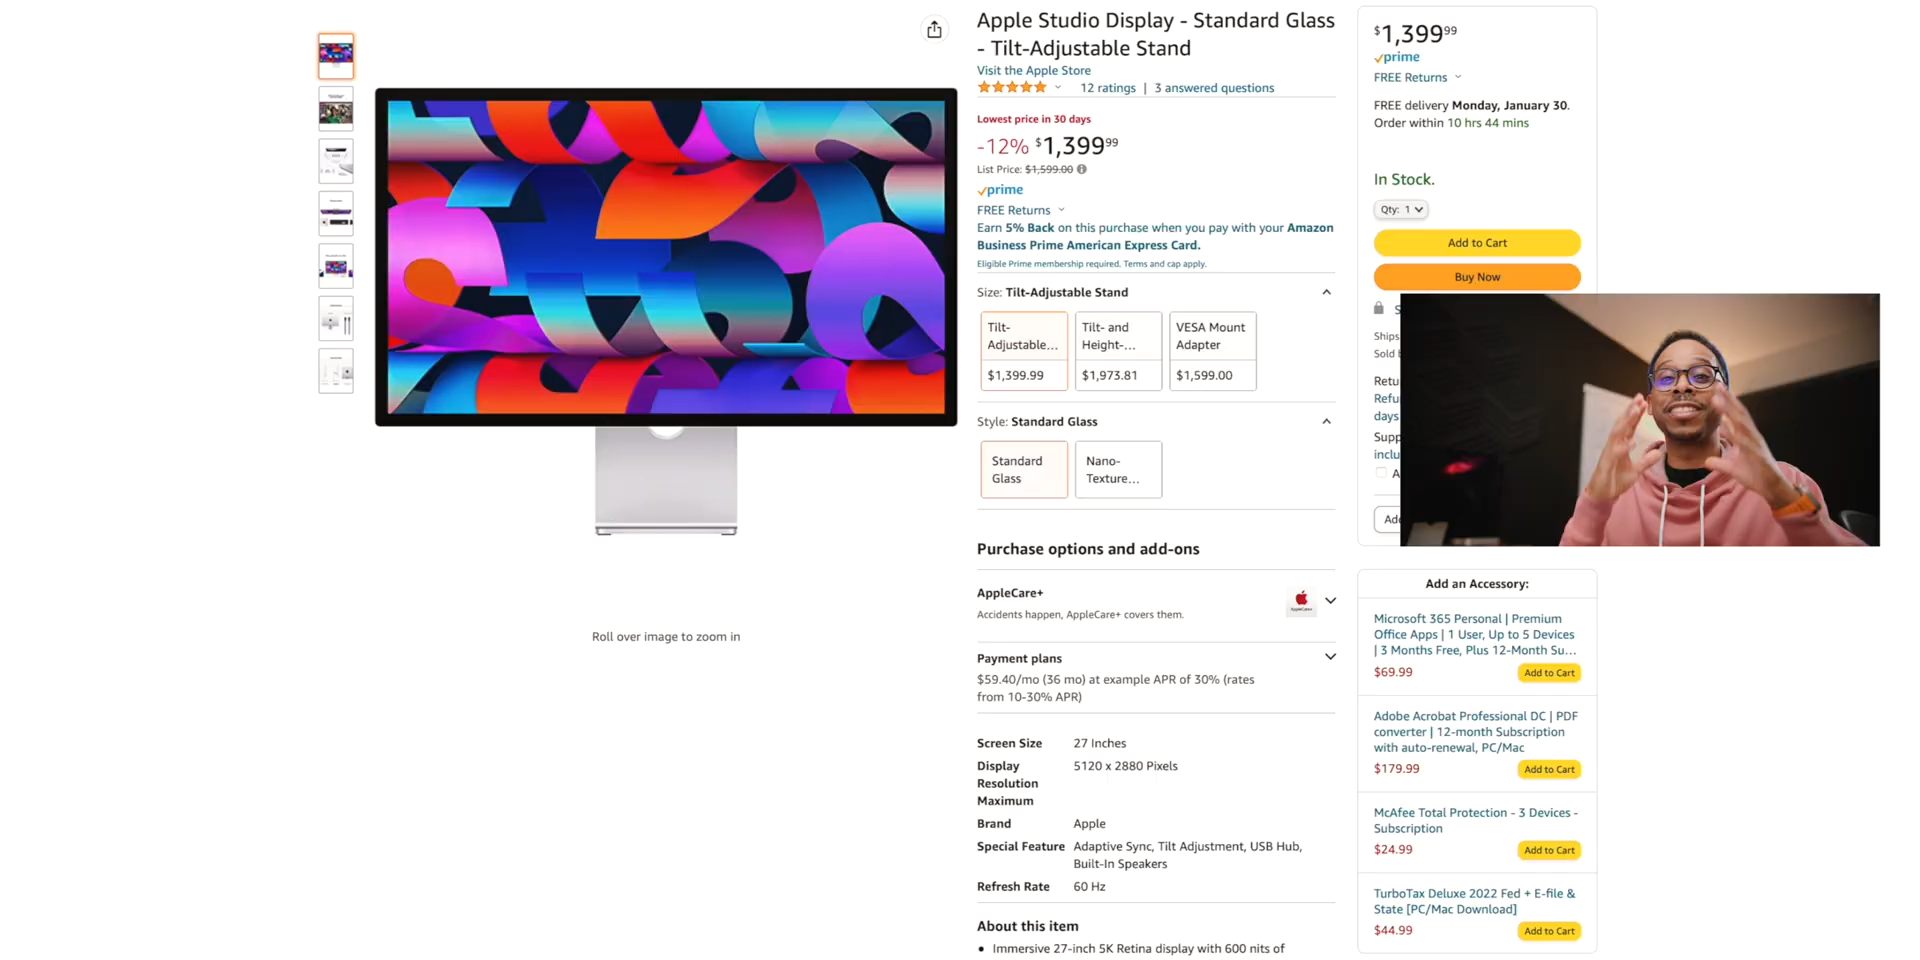 Apple Studio Display - Standard Glass
- Tilt-Adjustable Stand
Visit the Apple Store
12 ratings | 3 answered questions
Lowest price in 30 days
-12% $1,399.99
List Price: $1,599.00
prime
FREE Returns
Earn 5% Back on this purchase when you pay with your Amazon
Business Prime American Express Card.
Eligible Prime membership required. Terms and cap apply.
Size: Tilt-Adjustable Stand
Tilt-
Adjustable...
$1,399.99
Tilt- and
Height-...
$1,973.81
VESA Mount
Adapter
$1,599.00
Style: Standard Glass
Standard
Glass
Nano-
Texture...
Purchase options and add-ons
AppleCare+
Accidents happen, AppleCare+ covers them.
Payment plans
$59.40/mo (36 mo) at example APR of 30% (rates
from 10-30% APR)
Screen Size 27 Inches
Display 5120 x 2880 Pixels
Resolution
Maximum
Brand Apple
Special Feature Adaptive Sync, Tilt Adjustment, USB Hub,
Built-In Speakers
Refresh Rate 60 Hz
About this item
• Immersive 27-inch 5K Retina display with 600 nits of
Roll over image to zoom in
$1,399.99
prime
FREE Returns
FREE delivery Monday, January 30.
Order within 10 hrs 44 mins
In Stock.
Qty: 1
Add to Cart
Buy Now
Ships
Sold
days
Add an Accessory:
Microsoft 365 Personal | Premium
Office Apps | 1 User, Up to 5 Devices
| 3 Months Free, Plus 12-Month Su...
$69.99 Add to Cart
Adobe Acrobat Professional DC | PDF
converter | 12-month Subscription
with auto-renewal, PC/Mac
$179.99 Add to Cart
McAfee Total Protection - 3 Devices -
Subscription
$24.99 Add to Cart
TurboTax Deluxe 2022 Fed + E-file &
State [PC/Mac Download]
$44.99 Add to Cart